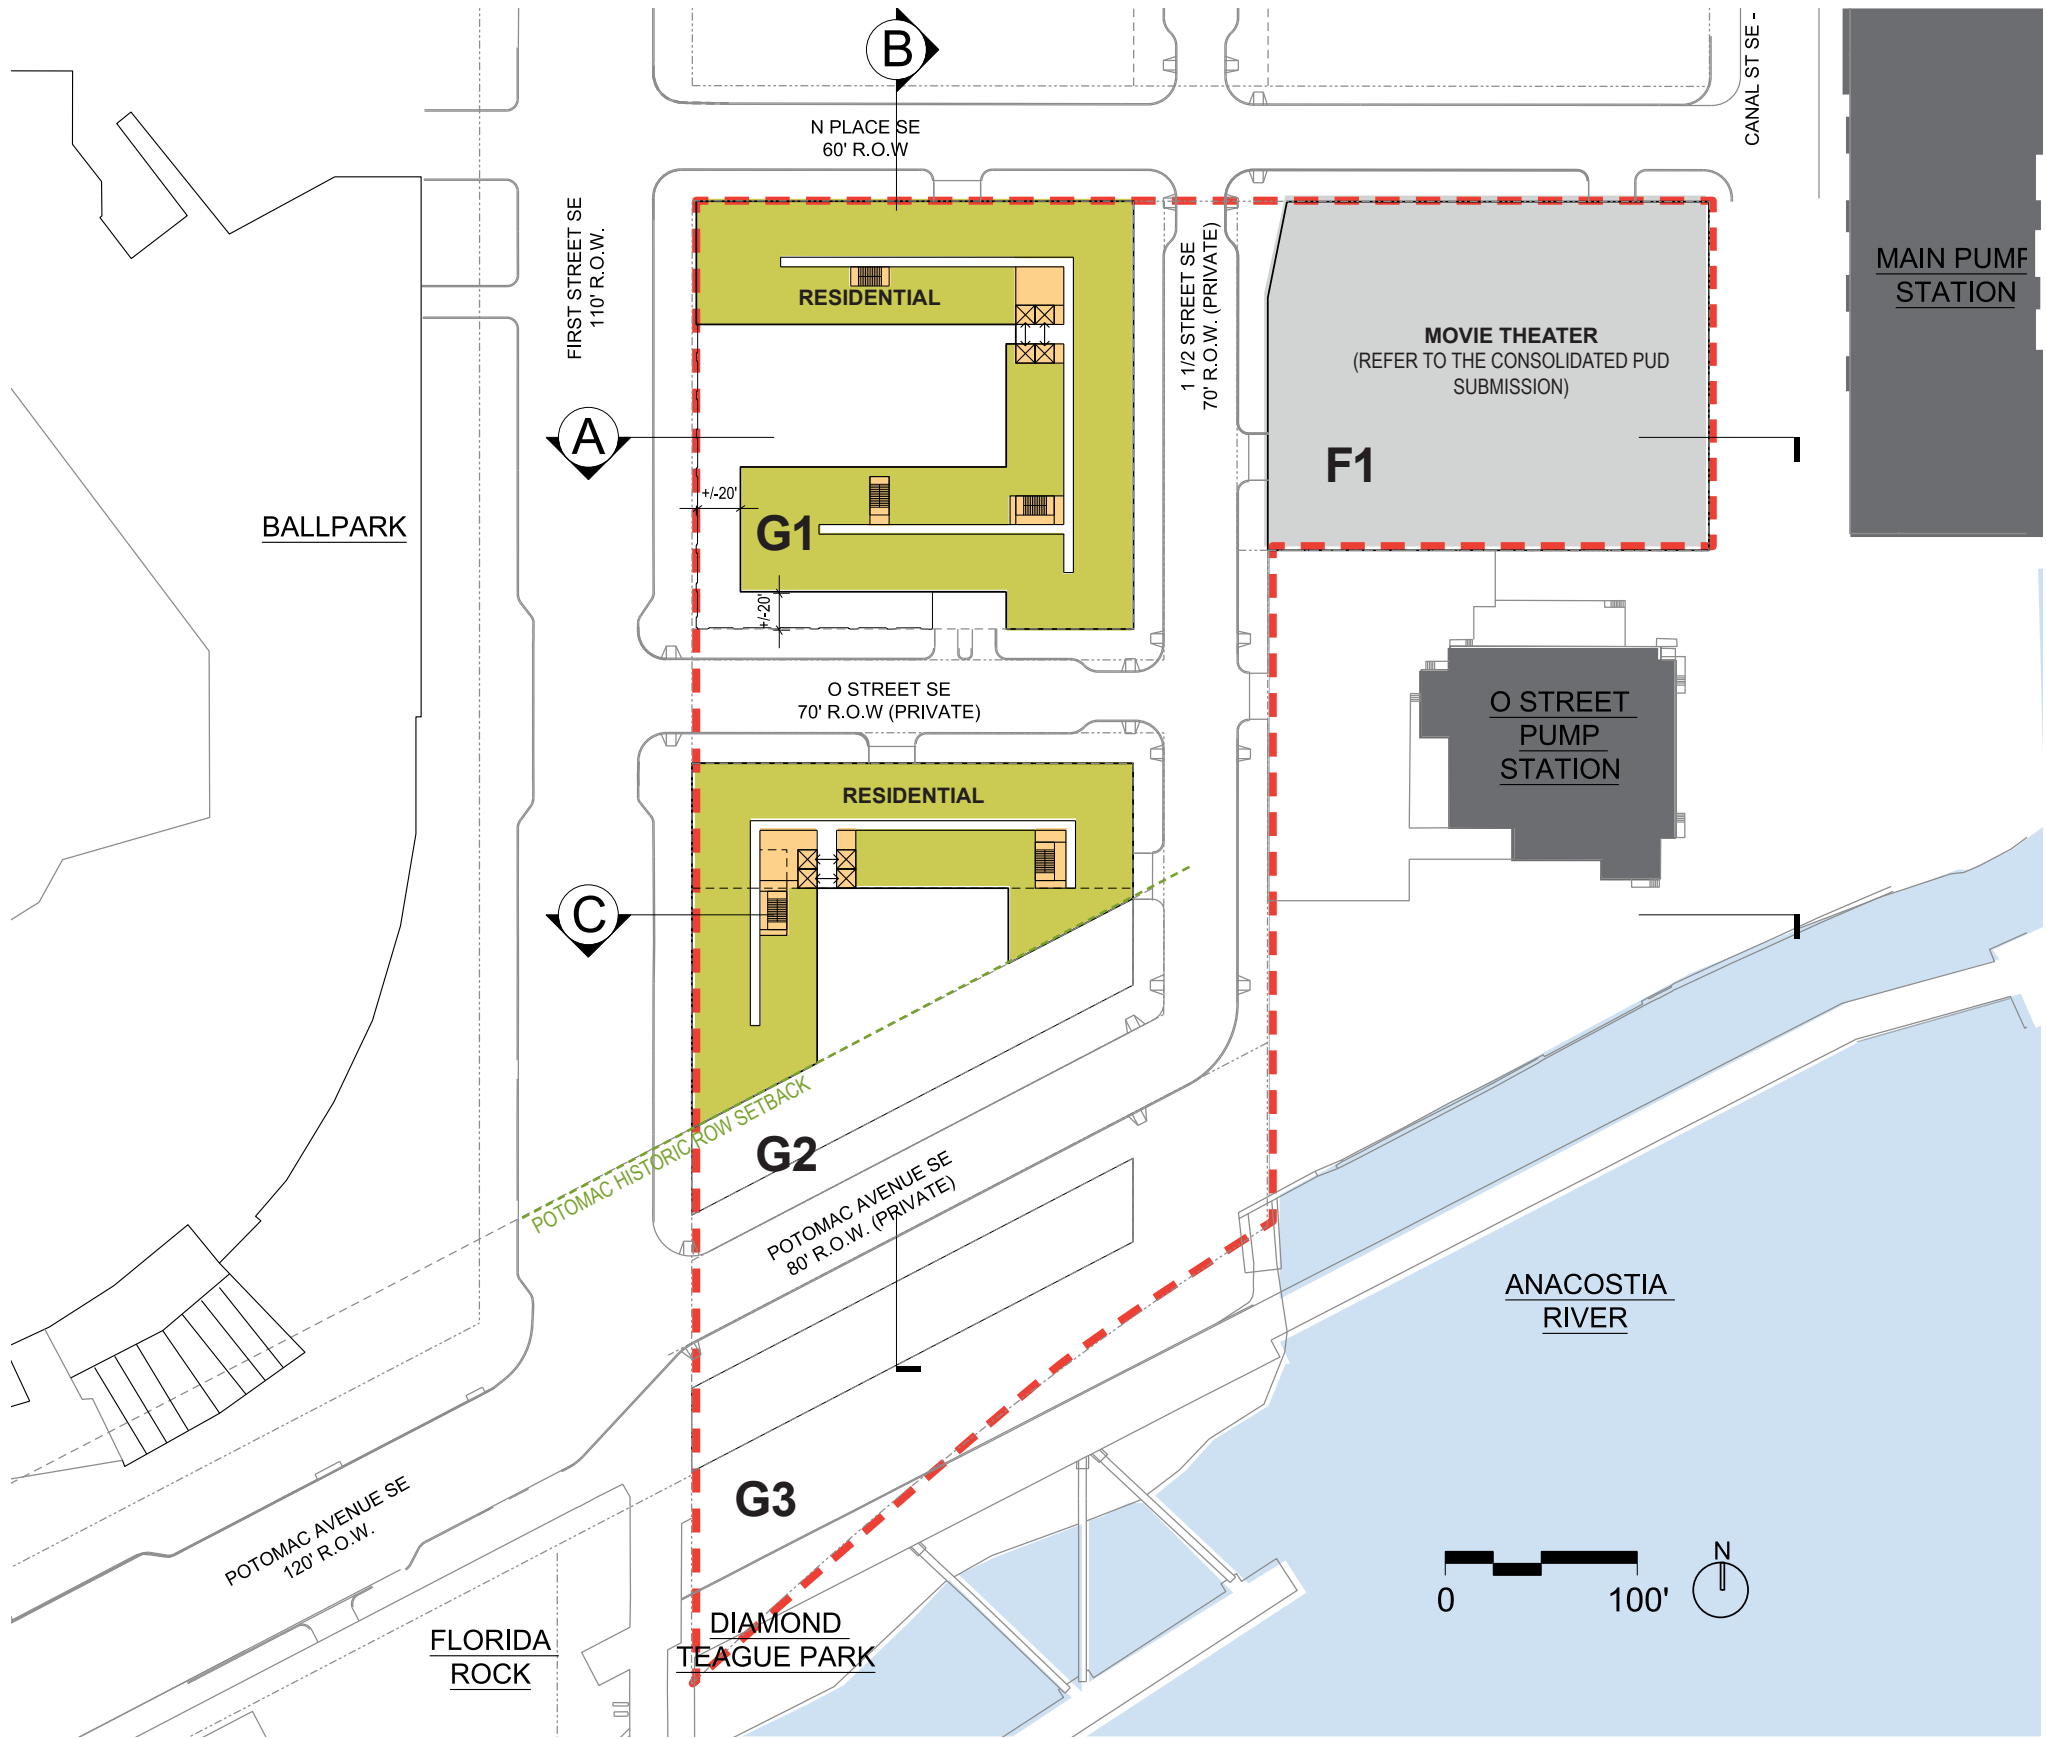 B
CANAL ST SE -
N PLACE SE
60' R.O.W
FIRST STREET SE
110' R.O.W.
1 1/2 STREET SE
70' R.O.W. (PRIVATE)
MAIN PUMP
STATION
RESIDENTIAL
MOVIE THEATER
(REFER TO THE CONSOLIDATED PUD
SUBMISSION)
A
F1
+/-20'
BALLPARK
G1
+/-20'
O STREET SE
70' R.O.W (PRIVATE)
O STREET
PUMP
STATION
RESIDENTIAL
C
POTOMAC HISTORIC ROW SETBACK
G2
POTOMAC AVENUE SE
80' R.O.W. (PRIVATE)
ANACOSTIA
RIVER
G3
POTOMAC AVENUE SE
120' R.O.W.
N
0 100'
DIAMOND
TEAGUE PARK
FLORIDA
ROCK